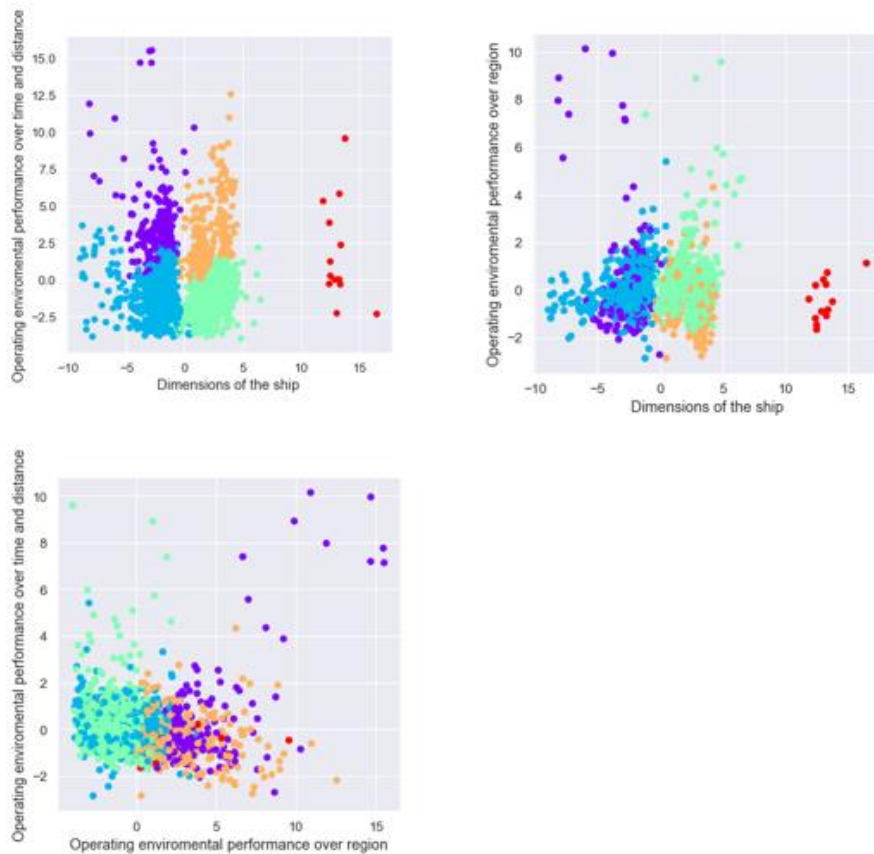 Operating enviromental performance over time and distance
15.0
12.5
10.0
7.5
5.0
2.5
0.0
−2.5
−10 −5 0 5 10 15
Dimensions of the ship
Operating enviromental performance over region
10
8
6
4
2
0
−2
−10 −5 0 5 10 15
Dimensions of the ship
Operating enviromental performance over time and distance
10
8
6
4
2
0
−2
0 5 10 15
Operating enviromental performance over region